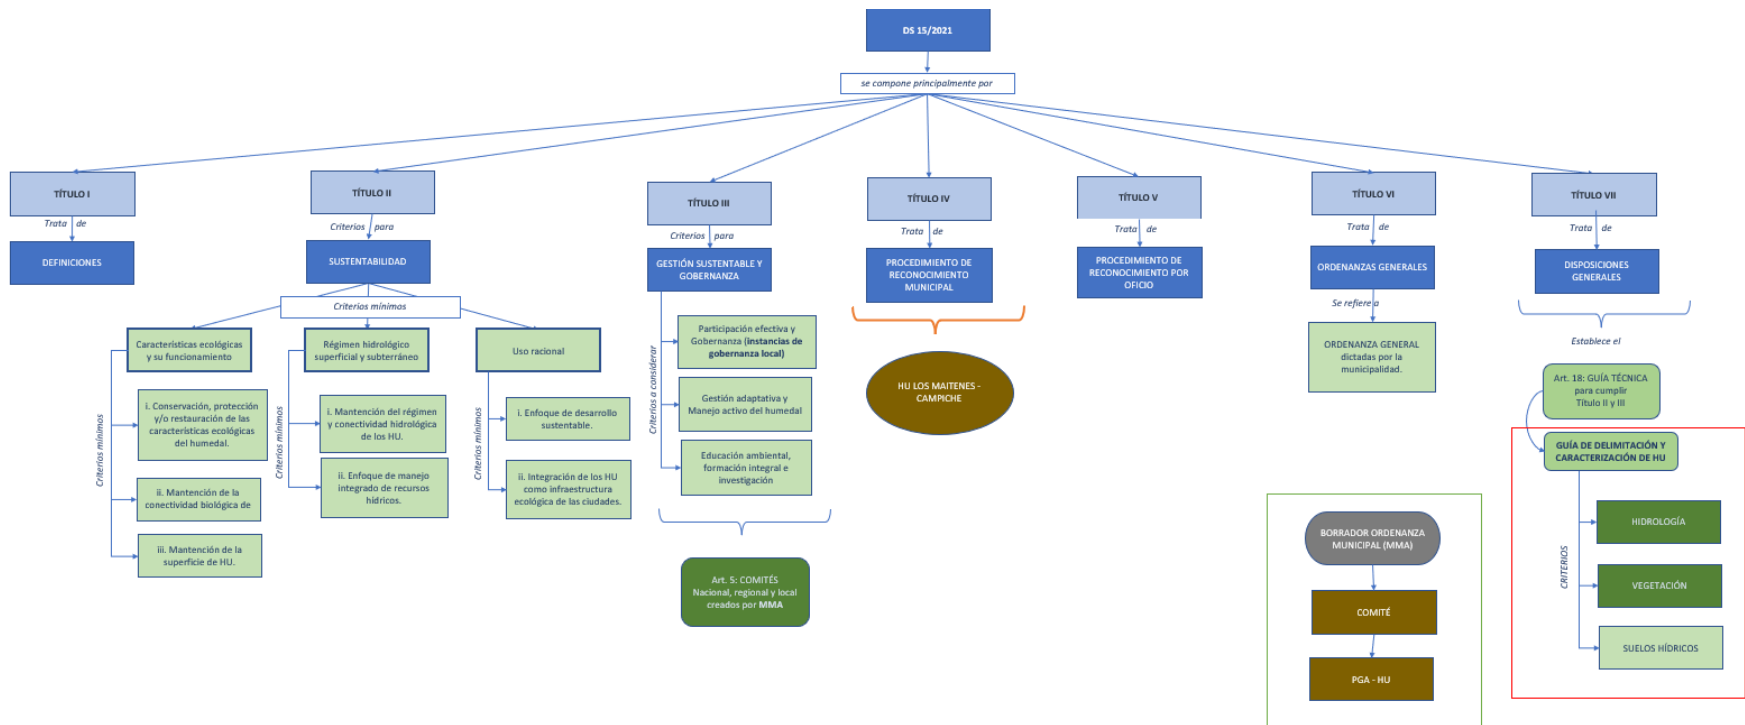 DS 15/2021
se compone principalmente por
TÍTULO I
Trata de
DEFINICIONES
TÍTULO II
Criterios para
SUSTENTABILIDAD
Criterios mínimos
Características ecológicas
y su funcionamiento
Criterios mínimos
i. Conservación, protección
y/o restauración de las
características ecológicas
del humedal.
ii. Mantención de la
conectividad biológica de
iii. Mantención de la
superficie de HU.
Régimen hidrológico
superficial y subterráneo
Criterios mínimos
i. Mantención del régimen
y conectividad hidrológica
de los HU.
ii. Enfoque de manejo
integrado de recursos
hídricos.
Uso racional
Criterios mínimos
i. Enfoque de desarrollo
sustentable.
ii. Integración de los HU
como infraestructura
ecológica de las ciudades.
TÍTULO III
Criterios para
GESTIÓN SUSTENTABLE Y
GOBERNANZA
Criterios a considerar
Participación efectiva y
Gobernanza (instancias de
gobernanza local)
Gestión adaptativa y
Manejo activo del humedal
Educación ambiental,
formación integral e
investigación
Art. 5: COMITÉS
Nacional, regional y local
creados por MMA
TÍTULO IV
Trata de
PROCEDIMIENTO DE
RECONOCIMIENTO
MUNICIPAL
HU LOS MAITENES -
CAMPICHE
TÍTULO V
Trata de
PROCEDIMIENTO DE
RECONOCIMIENTO POR
OFICIO
TÍTULO VI
Trata de
ORDENANZAS GENERALES
Se refiere a
ORDENANZA GENERAL
dictadas por la
municipalidad.
BORRADOR ORDENANZA
MUNICIPAL (MMA)
COMITÉ
PGA - HU
TÍTULO VII
Trata de
DISPOSICIONES
GENERALES
Establece el
Art. 18: GUÍA TÉCNICA
para cumplir
Título II y III
GUÍA DE DELIMITACIÓN Y
CARACTERIZACIÓN DE HU
CRITERIOS
HIDROLOGÍA
VEGETACIÓN
SUELOS HÍDRICOS